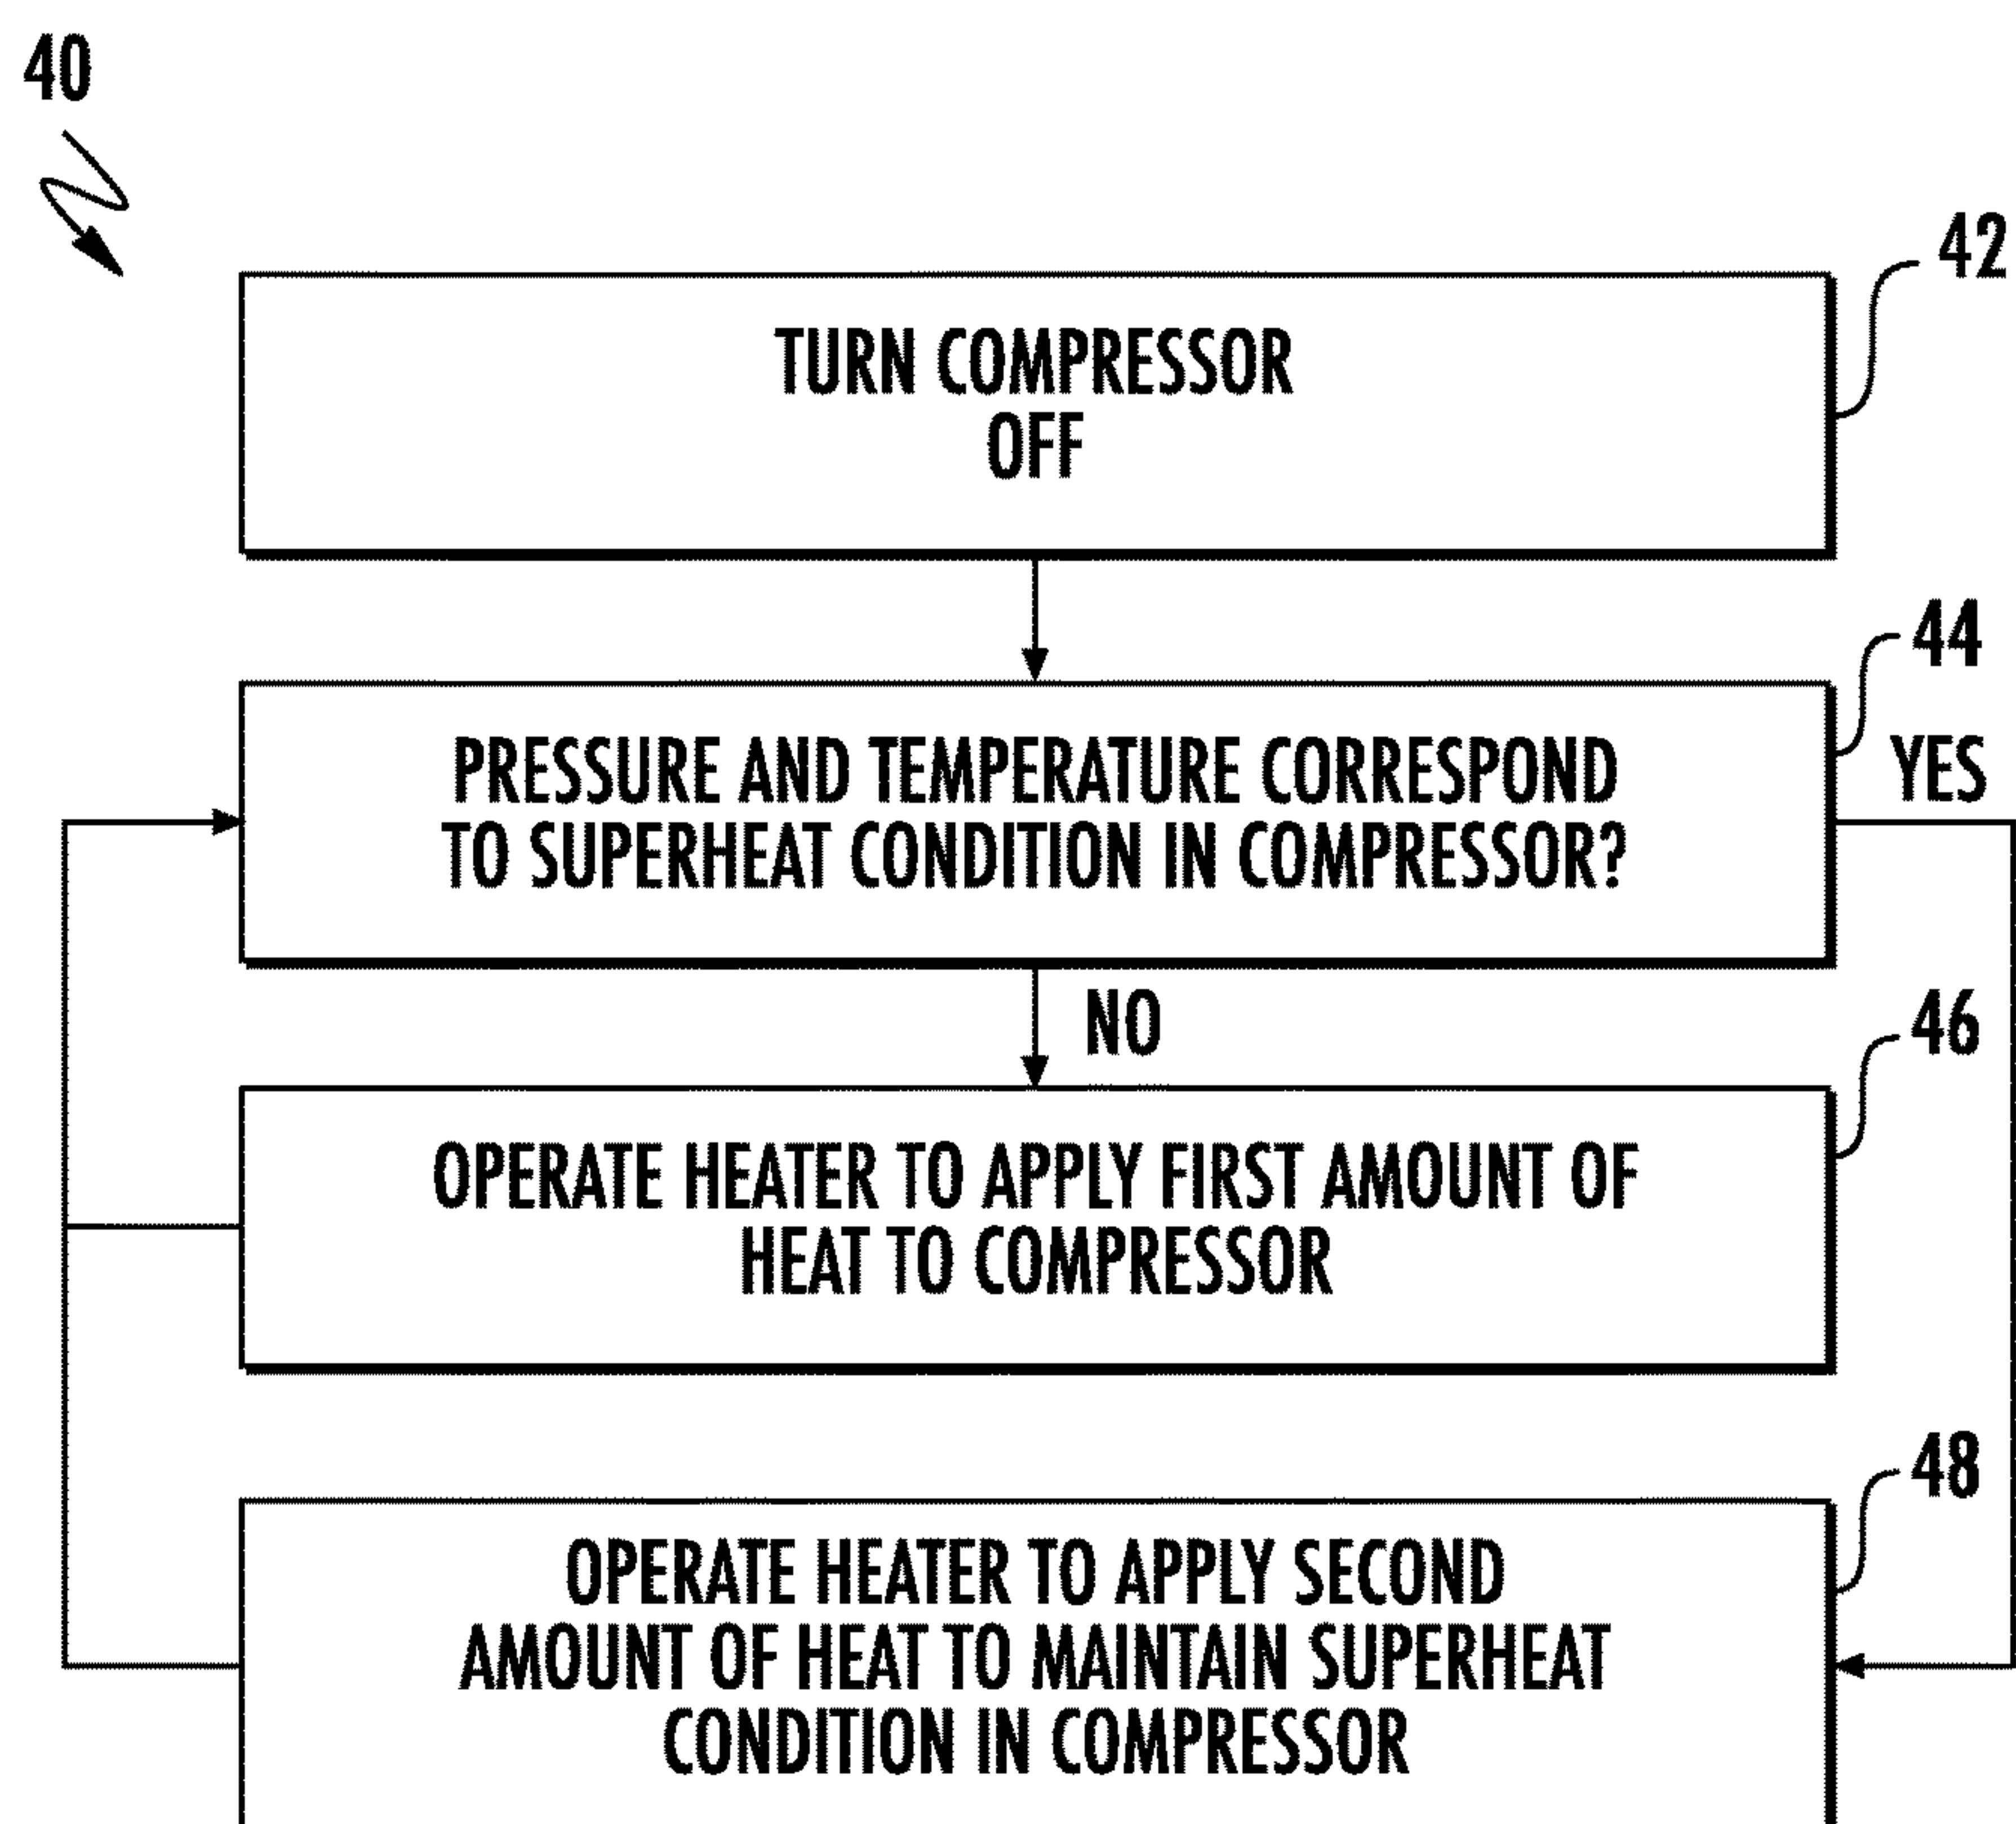 40
42
TURN COMPRESSOR
OFF
44
PRESSURE AND TEMPERATURE CORRESPOND
TO SUPERHEAT CONDITION IN COMPRESSOR?
YES
NO
46
OPERATE HEATER TO APPLY FIRST AMOUNT OF
HEAT TO COMPRESSOR
48
OPERATE HEATER TO APPLY SECOND
AMOUNT OF HEAT TO MAINTAIN SUPERHEAT
CONDITION IN COMPRESSOR